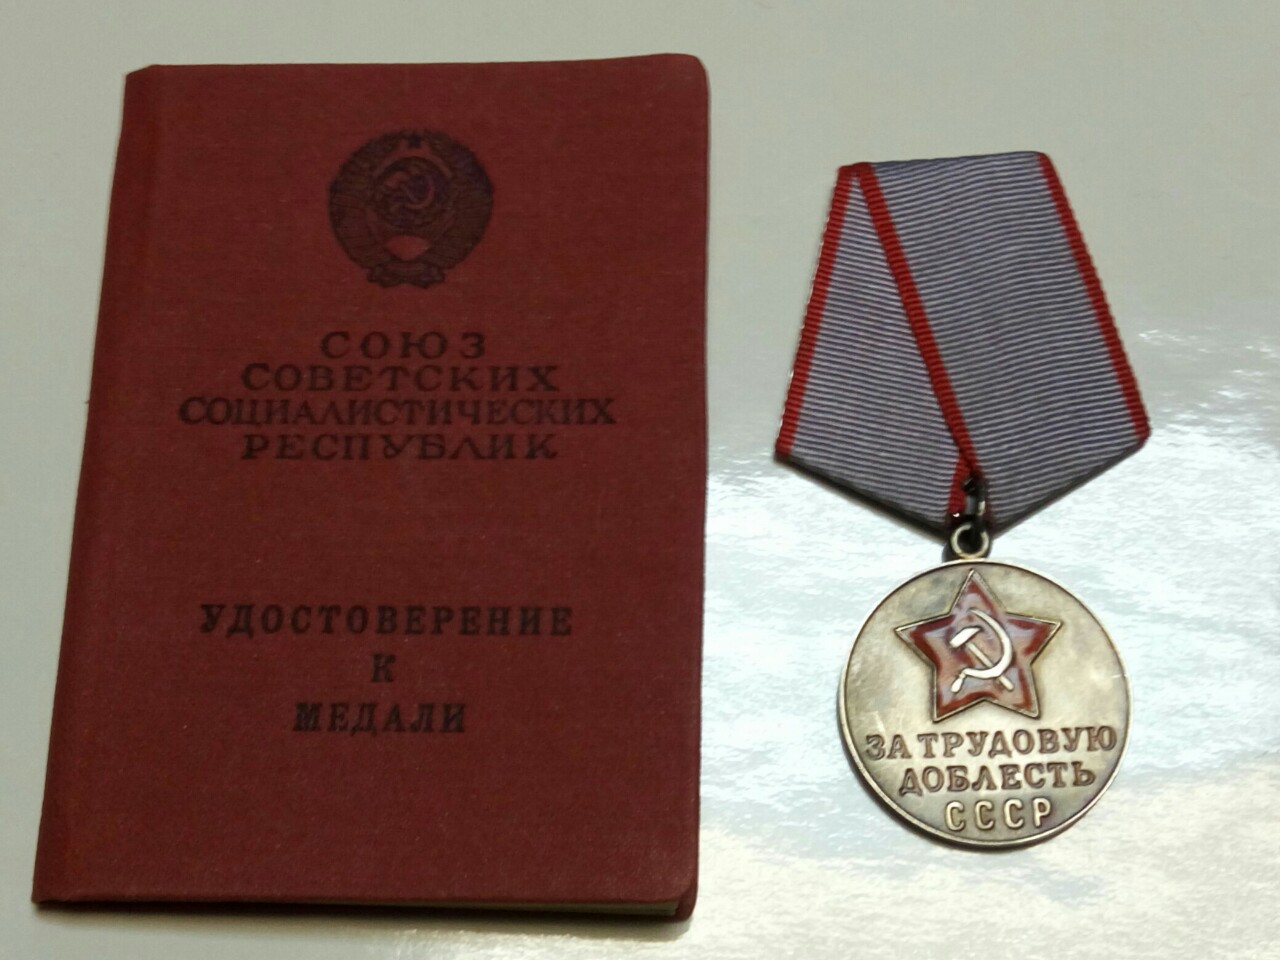 СОЮЗ
СОВЕТСКИХ
СОЦИАЛИСТИЧЕСКИХ
РЕСПУБЛИК
УДОСТОВЕРЕНИЕ
К
МЕДАЛИ
ЗА ТРУДОВУЮ
ДОБЛЕСТЬ
СССР